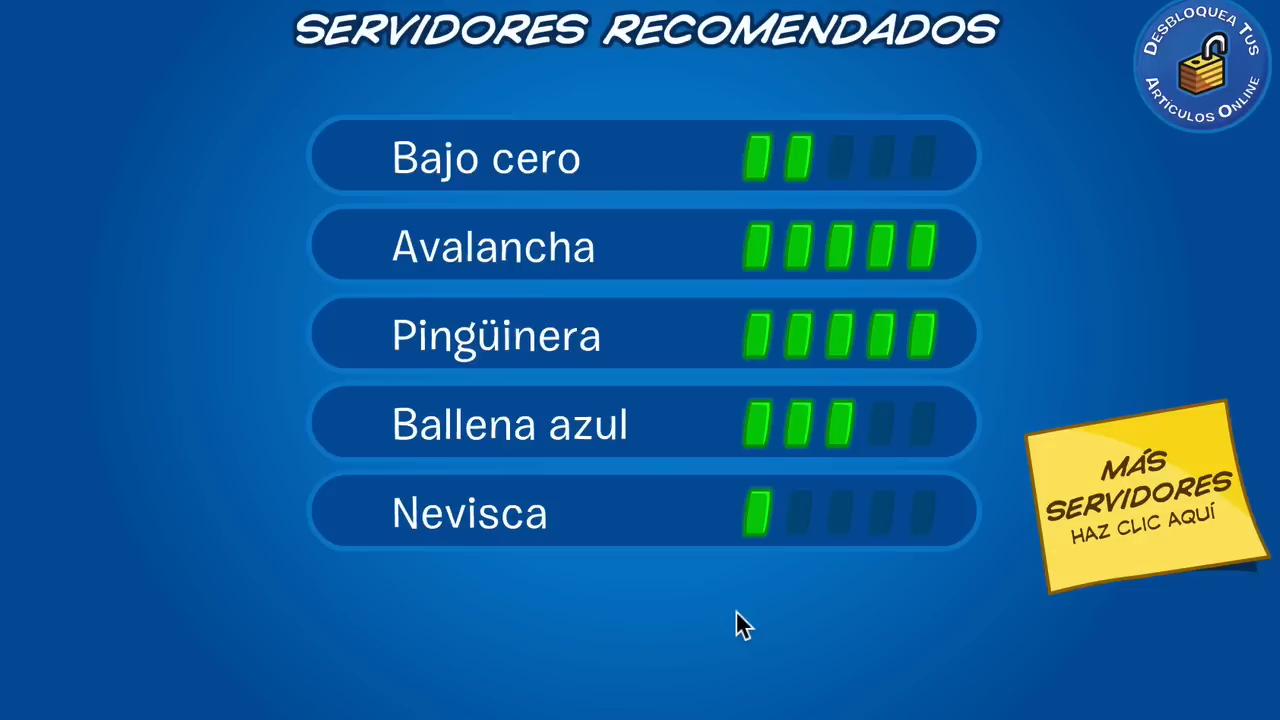 SERVIDORES RECOMENDADOS
DESBLOQUEA TUS
ARTÍCULOS ONLINE
Bajo cero
Avalancha
Pingüinera
Ballena azul
Nevisca
MÁS
SERVIDORES
HAZ CLIC AQUÍ